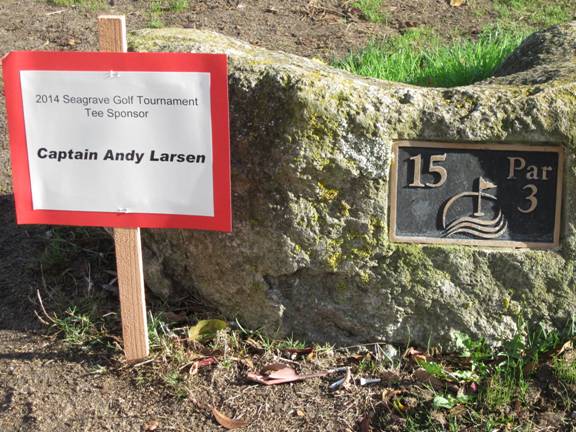 2014 Seagrave Golf Tournament
Tee Sponsor
Captain Andy Larsen
15 Par
3